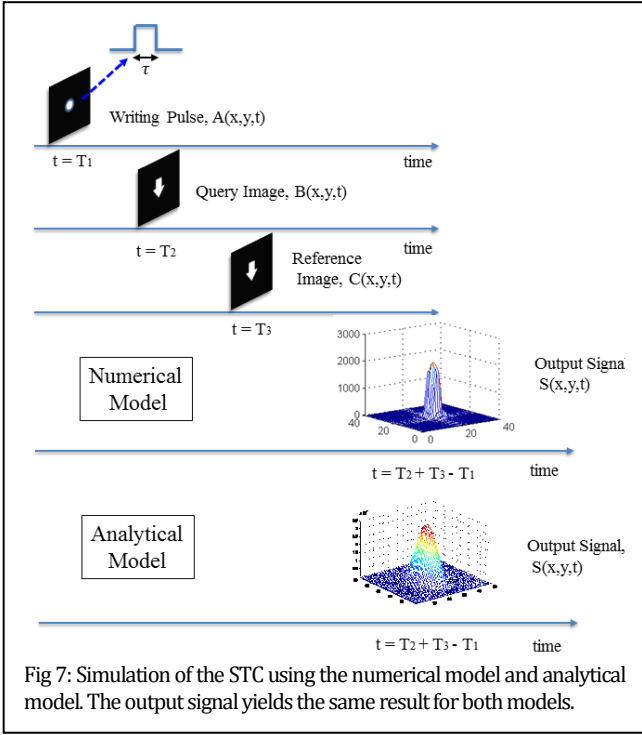 τ
Writing Pulse, A(x,y,t)
t = T₁
time
Query Image, B(x,y,t)
t = T₂
time
Reference
Image, C(x,y,t)
t = T₃
3000
2000
1000
0
40
20
0
0
20
40
Numerical
Model
Output Signa
S(x,y,t)
t = T₂ + T₃ - T₁
time
Analytical
Model
Output Signal,
S(x,y,t)
t = T₂ + T₃ - T₁
time
Fig 7: Simulation of the STC using the numerical model and analytical
model. The output signal yields the same result for both models.